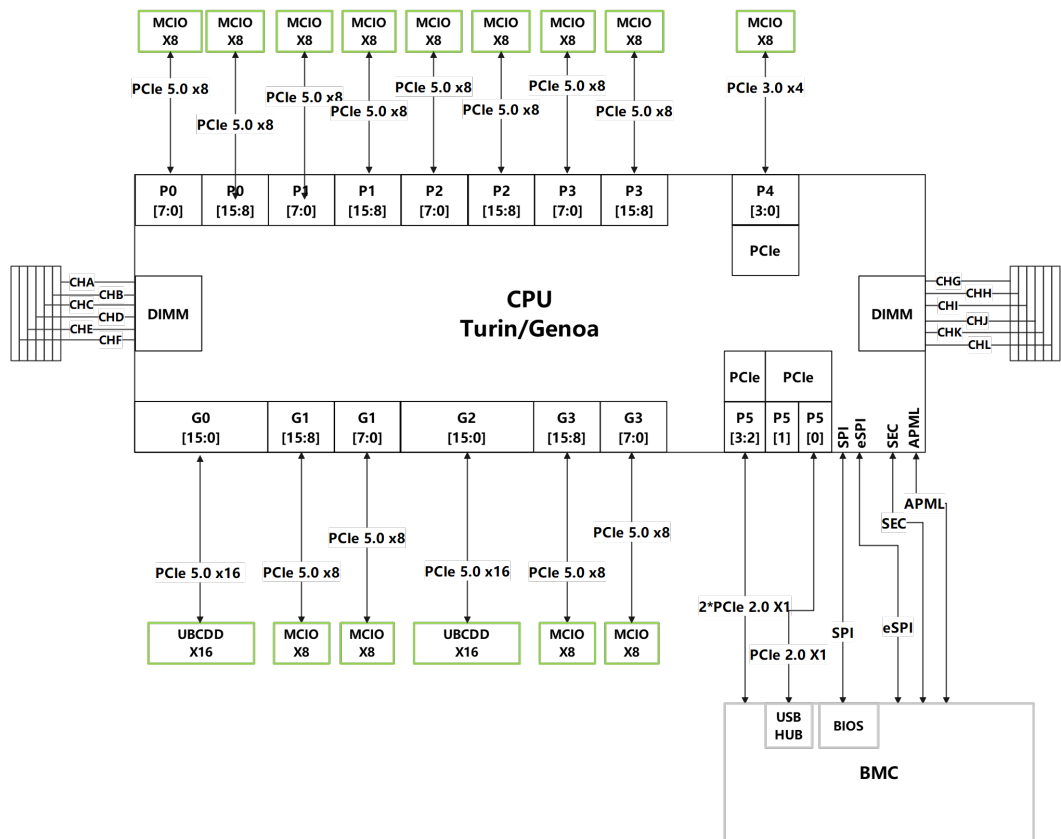 MCIO
X8
MCIO
X8
MCIO
X8
MCIO
X8
MCIO
X8
MCIO
X8
MCIO
X8
MCIO
X8
MCIO
X8
PCIe 5.0 x8
PCIe 5.0 x8
PCIe 5.0 x8
PCIe 5.0 x8
PCIe 5.0 x8
PCIe 5.0 x8
PCIe 5.0 x8
PCIe 5.0 x8
PCIe 3.0 x4
P0
[7:0]
P0
[15:8]
P1
[7:0]
P1
[15:8]
P2
[7:0]
P2
[15:8]
P3
[7:0]
P3
[15:8]
P4
[3:0]
PCIe
CHA
CHB
CHC
CHD
CHE
CHF
DIMM
CPU
Turin/Genoa
DIMM
CHG
CHH
CHI
CHJ
CHK
CHL
PCIe
PCIe
G0
[15:0]
G1
[15:8]
G1
[7:0]
G2
[15:0]
G3
[15:8]
G3
[7:0]
P5
[3:2]
P5
[1]
P5
[0]
SPI
eSPI
SEC
APML
PCIe 5.0 x16
PCIe 5.0 x8
PCIe 5.0 x8
PCIe 5.0 x16
PCIe 5.0 x8
PCIe 5.0 x8
APML
SEC
2*PCIe 2.0 X1
PCIe 2.0 X1
SPI
eSPI
UBCDD
X16
MCIO
X8
MCIO
X8
UBCDD
X16
MCIO
X8
MCIO
X8
USB
HUB
BIOS
BMC